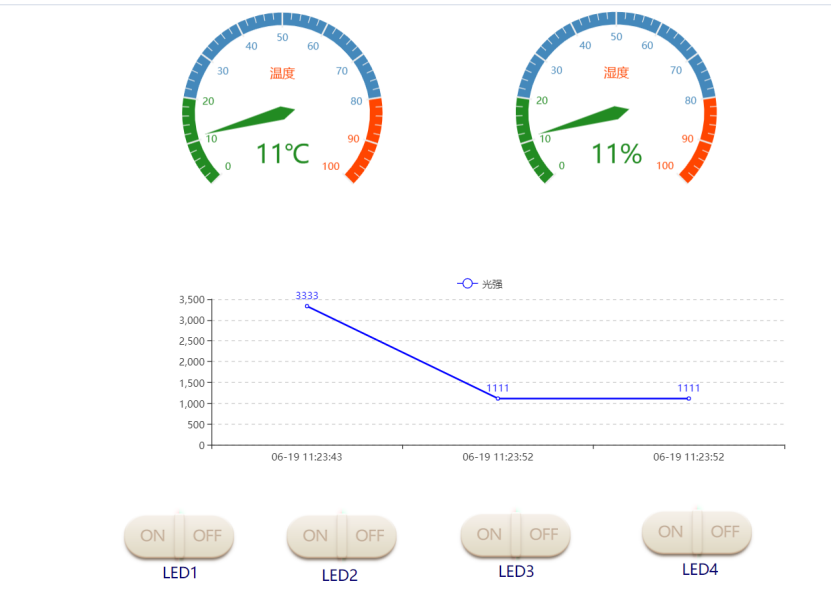 50 50
40 60 40 60
30 温度 70 30 湿度 70
20 80 20 80
10 90 10 90
11℃ 11%
0 100 0 100
光强
3333
3,500
3,000
2,500
2,000
1,500 1111 1111
1,000
500
0
06-19 11:23:43 06-19 11:23:52 06-19 11:23:52
ON OFF ON OFF ON OFF ON OFF
LED1 LED2 LED3 LED4